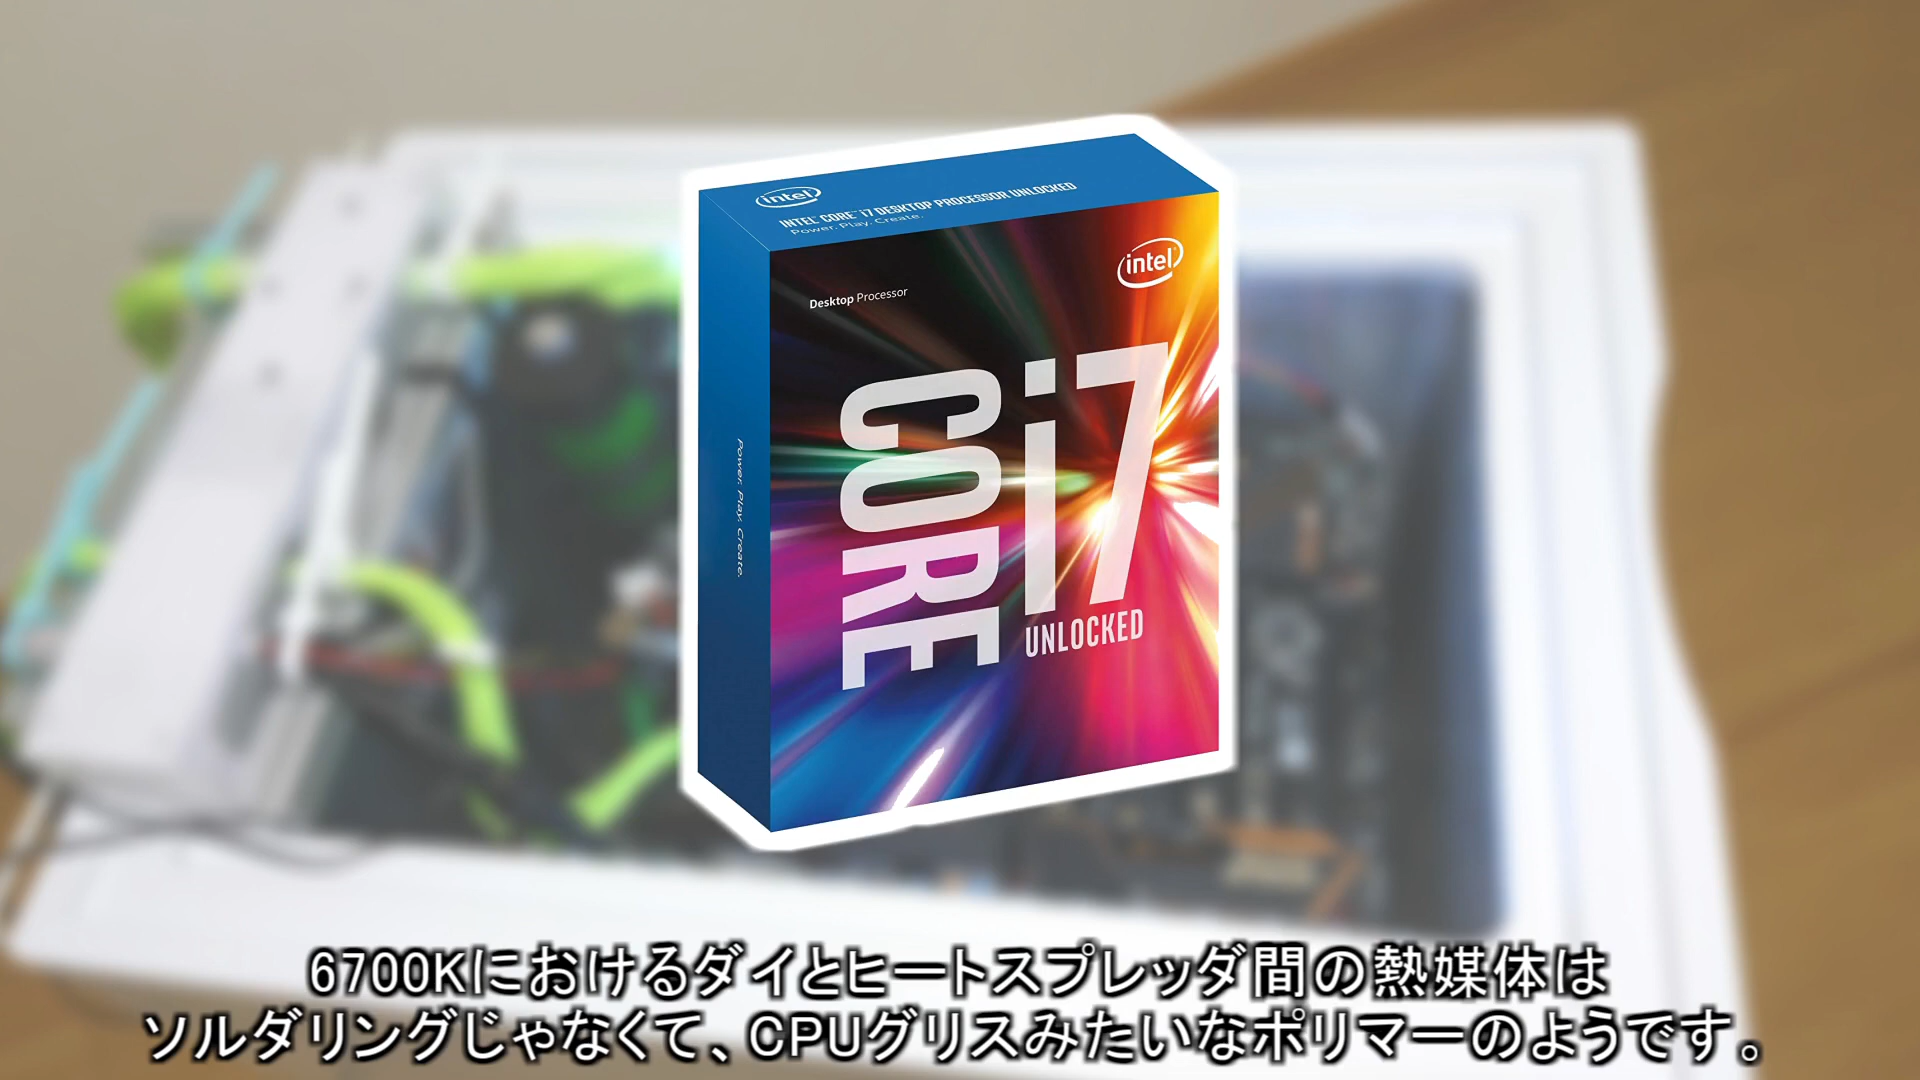 intel
INTEL® CORE™ i7 DESKTOP PROCESSOR UNLOCKED
Power. Play. Create.
intel
Desktop Processor
CORE i7
UNLOCKED
Power. Play. Create.
6700Kにおけるダイとヒートスプレッダ間の熱媒体は
ソルダリングじゃなくて、CPUグリスみたいなポリマーのようです。